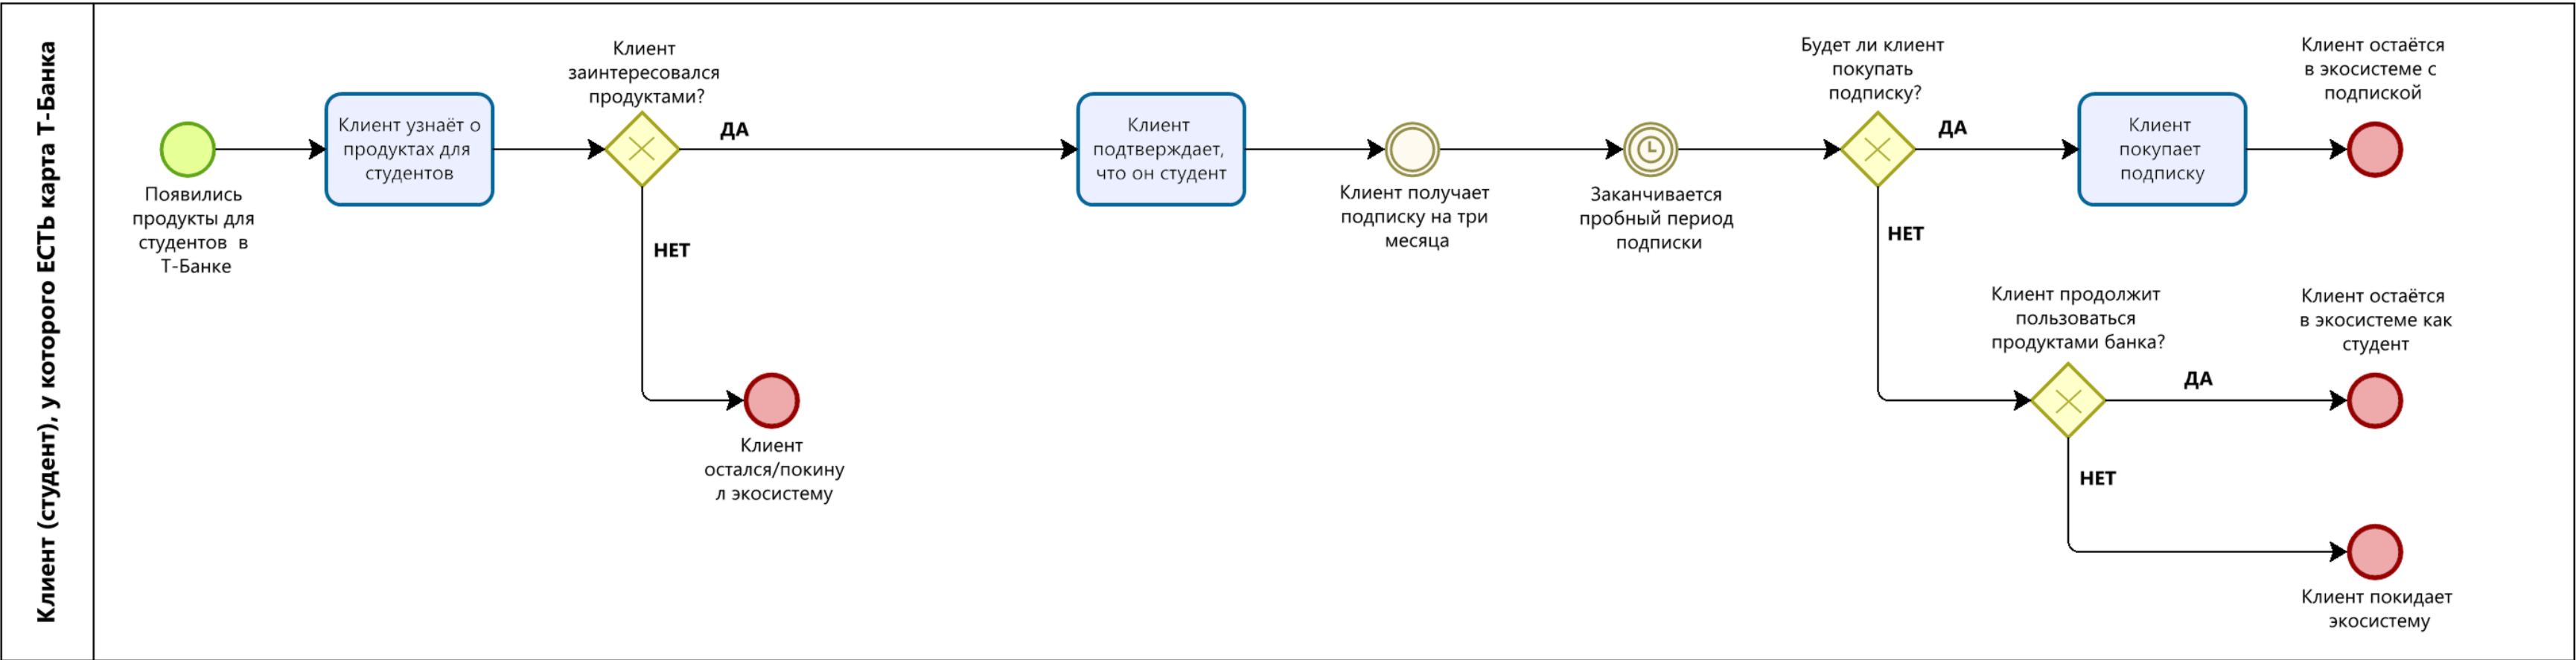 Клиент (студент), у которого ЕСТЬ карта Т-Банка
Появились
продукты для
студентов в
Т-Банке
Клиент узнаёт о
продуктах для
студентов
Клиент
заинтересовался
продуктами?
ДА
НЕТ
Клиент
остался/покину
л экосистему
Клиент
подтверждает,
что он студент
Клиент получает
подписку на три
месяца
Заканчивается
пробный период
подписки
Будет ли клиент
покупать
подписку?
ДА
НЕТ
Клиент
покупает
подписку
Клиент остаётся
в экосистеме с
подпиской
Клиент продолжит
пользоваться
продуктами банка?
ДА
НЕТ
Клиент остаётся
в экосистеме как
студент
Клиент покидает
экосистему